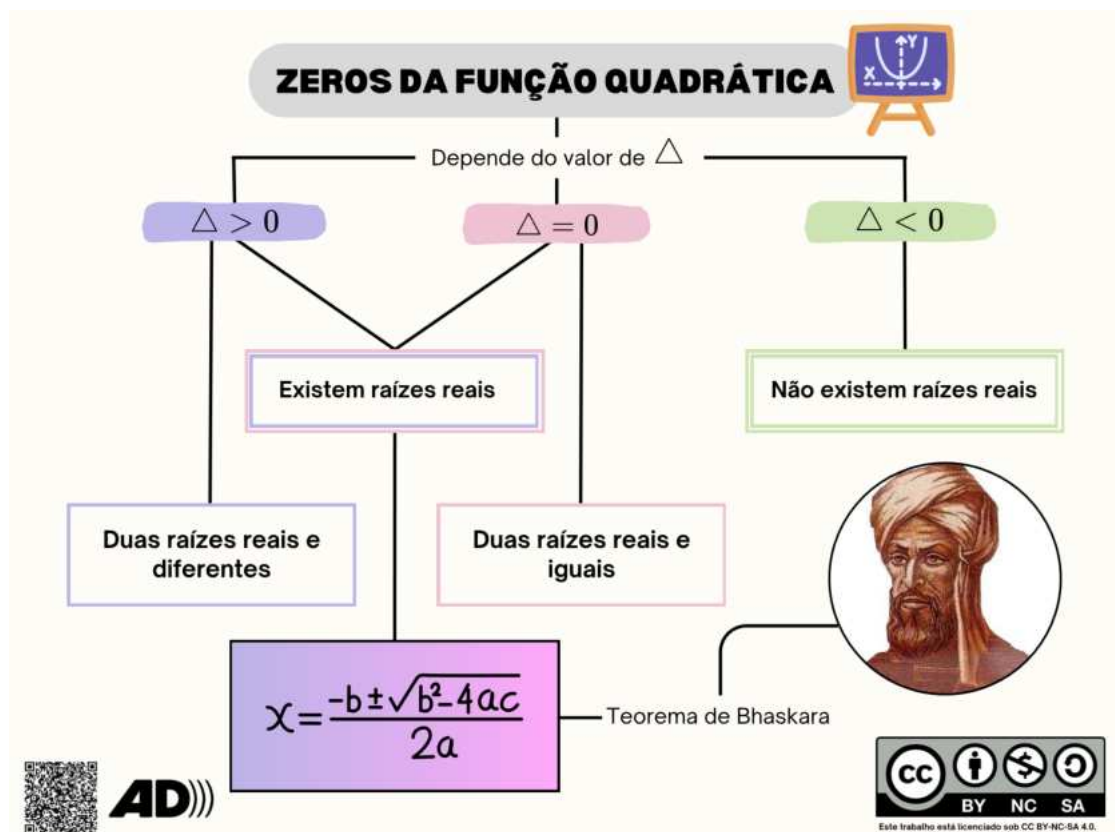 ZEROS DA FUNÇÃO QUADRÁTICA
Y
X
Depende do valor de △
△ > 0
△ = 0
△ < 0
Existem raízes reais
Não existem raízes reais
Duas raízes reais e
diferentes
Duas raízes reais e
iguais
x = (-b ± √(b² - 4ac)) / 2a
Teorema de Bhaskara
AD
cc
BY NC SA
Este trabalho está licenciado sob CC BY-NC-SA 4.0.